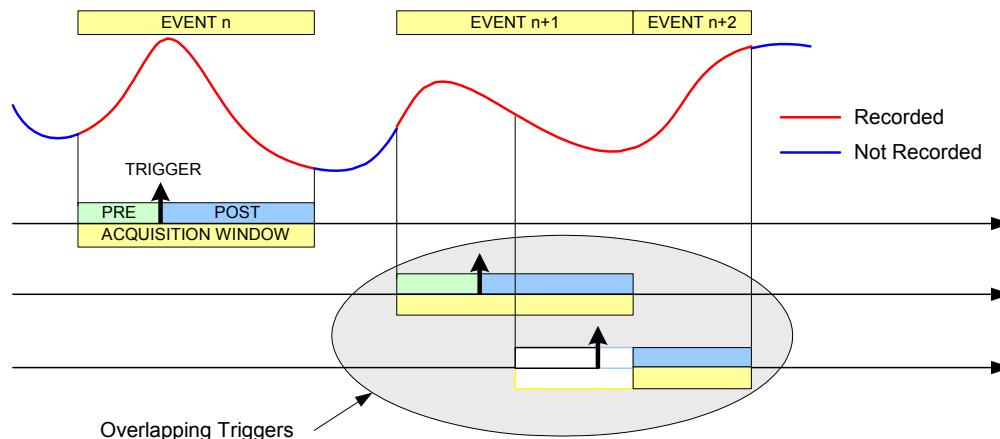 EVENT n
EVENT n+1
EVENT n+2
Recorded
Not Recorded
TRIGGER
PRE
POST
ACQUISITION WINDOW
Overlapping Triggers